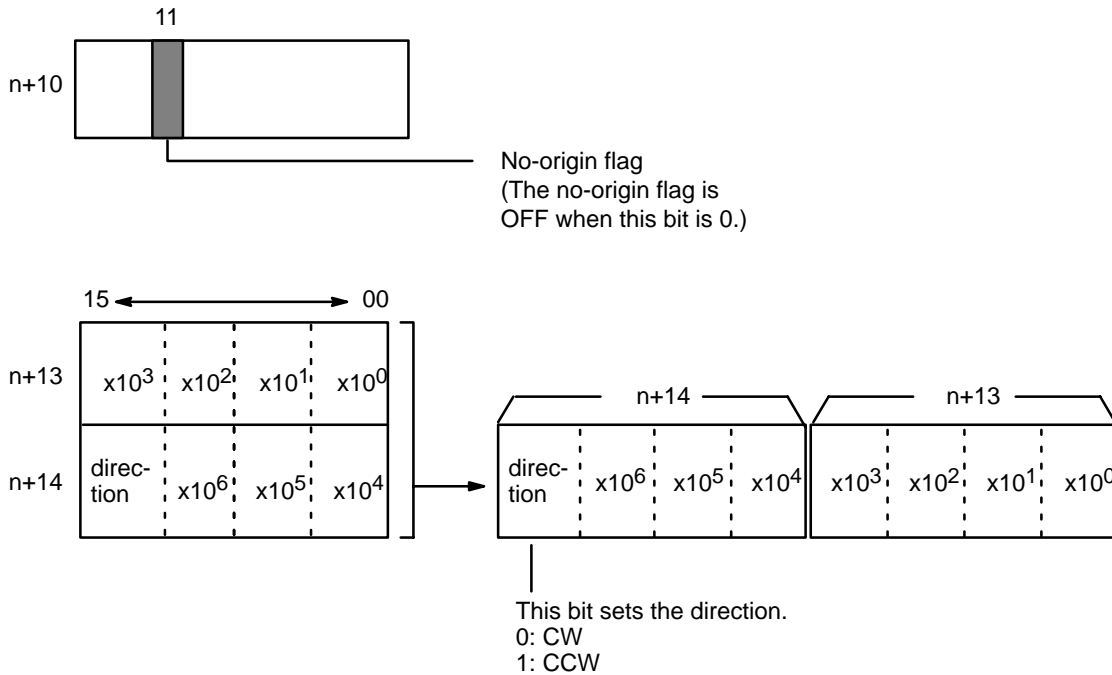 11
n+10
No-origin flag
(The no-origin flag is
OFF when this bit is 0.)
15 00
n+13 x10³ x10² x10¹ x10⁰
n+14 direc-
tion x10⁶ x10⁵ x10⁴
n+14 n+13
direc-
tion x10⁶ x10⁵ x10⁴ x10³ x10² x10¹ x10⁰
This bit sets the direction.
0: CW
1: CCW